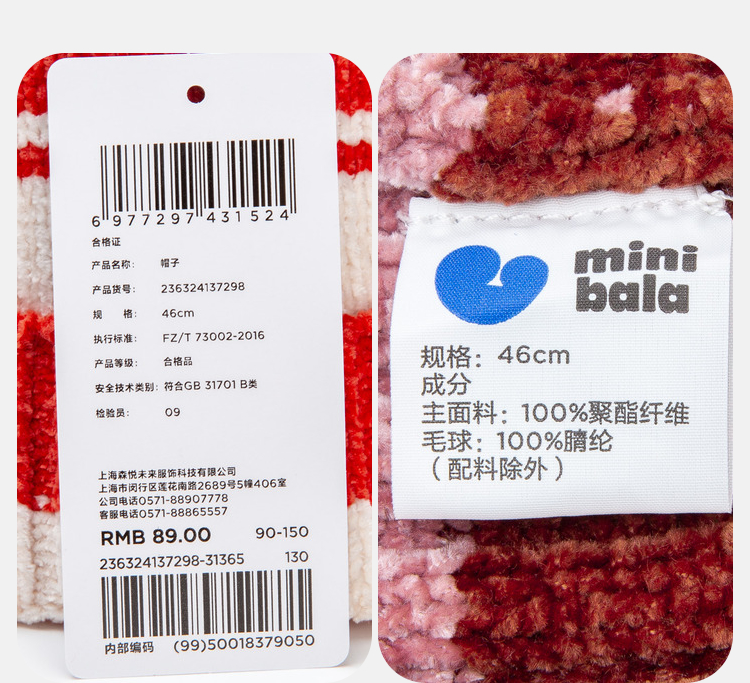 6 977297 431524
合格证
产品名称: 帽子
产品货号: 236324137298
规 格: 46cm
执行标准: FZ/T 73002-2016
产品等级: 合格品
安全技术类别: 符合GB 31701 B类
检验员: 09
上海森悦未来服饰科技有限公司
上海市闵行区莲花南路2689号5幢406室
公司电话0571-88907778
客服电话0571-88865557
RMB 89.00 90-150
236324137298-31365 130
内部编码 (99)50018379050
mini
bala
规格: 46cm
成分
主面料: 100%聚酯纤维
毛球: 100%腈纶
(配料除外)